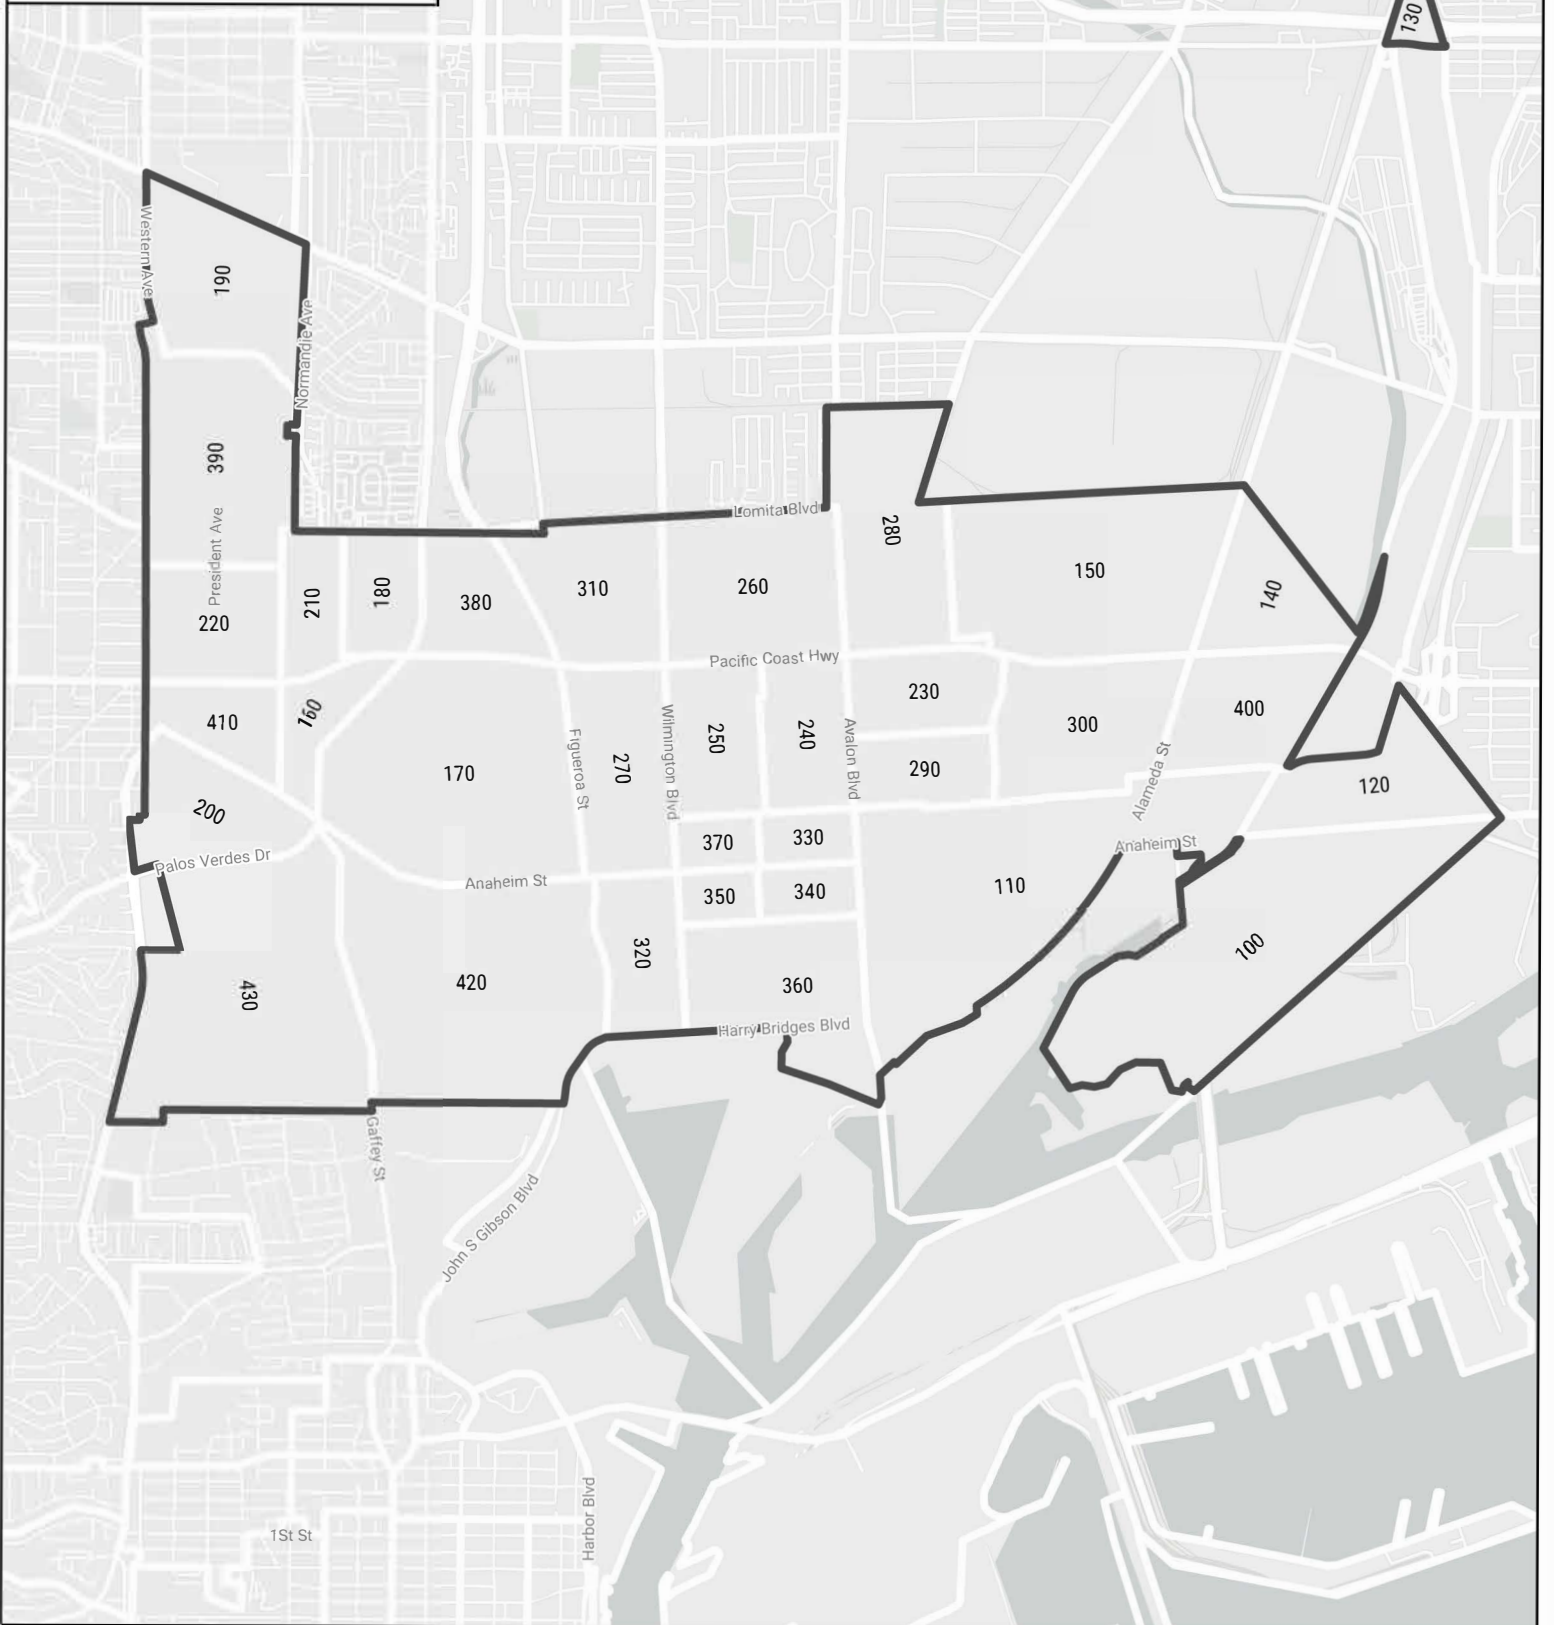 130
Western Ave
190
Normandie Ave
390
Lomita Blvd
280
President Ave
150
260
310
140
210
180
380
220
Pacific Coast Hwy
230
410
160
250
240
300
400
Figueroa St
270
Wilmington Blvd
Avalon Blvd
170
290
Alameda St
120
200
370
330
Anaheim St
Palos Verdes Dr
Anaheim St
350
340
110
320
100
430
420
360
Harry Bridges Blvd
Gaffey St
John S Gibson Blvd
Harbor Blvd
1St St